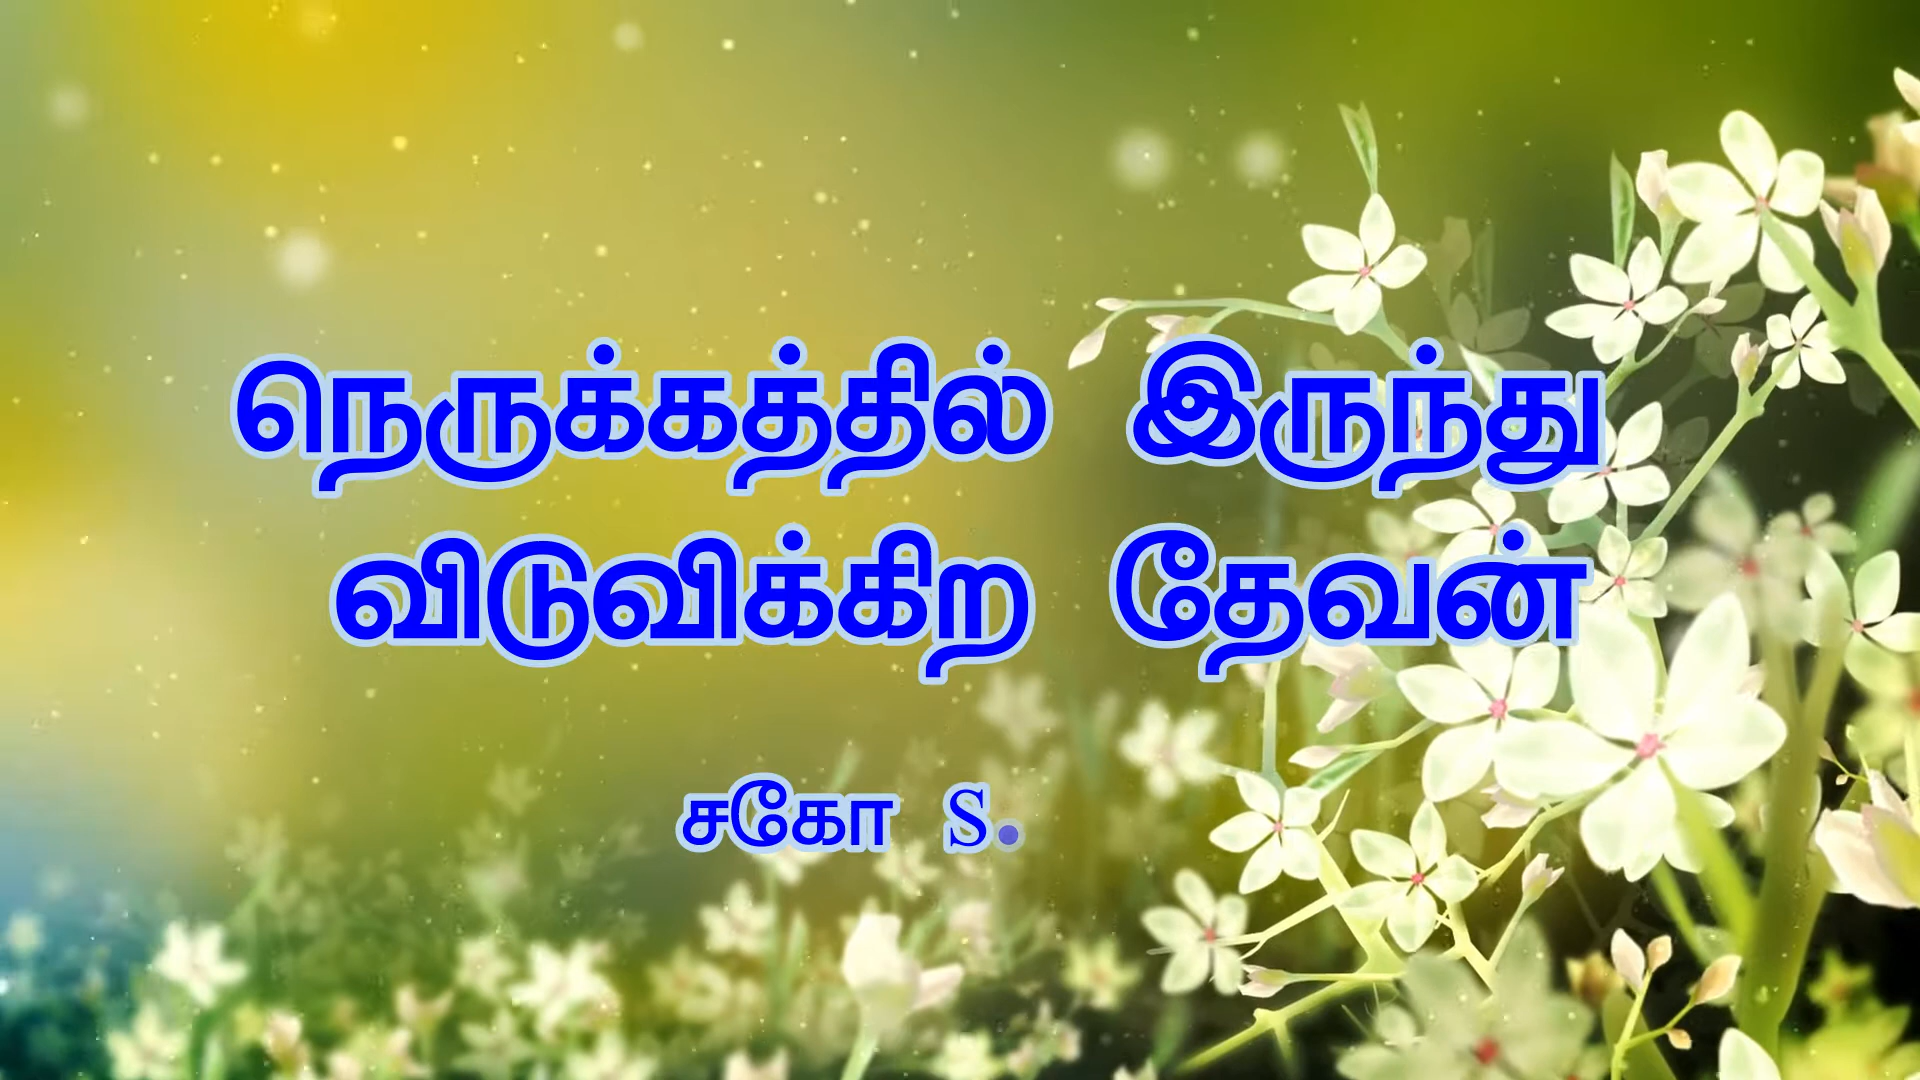 நெருக்கத்தில் இருந்து
விடுவிக்கிற தேவன்
சகோ S.